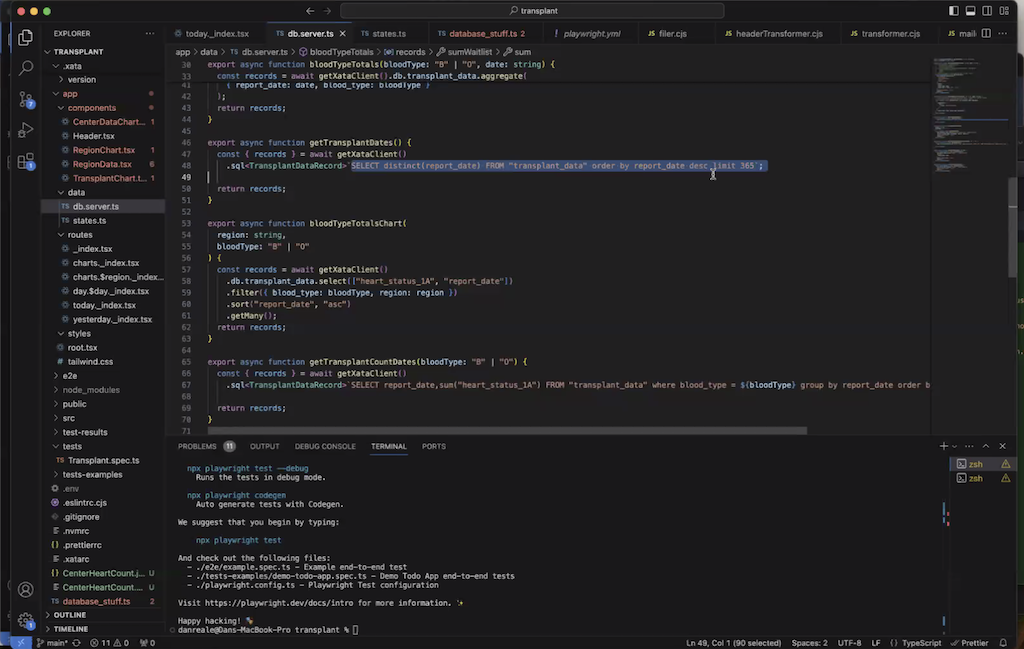 transplant
EXPLORER
today._index.tsx
db.server.ts
states.ts
database_stuff.ts 2
playwright.yml
filer.cjs
headerTransformer.cjs
transformer.cjs
TRANSPLANT
.xata
version
app
components
CenterDataChart... 1
Header.tsx
RegionChart.tsx 1
RegionData.tsx 6
TransplantChart.t... 1
data
db.server.ts
states.ts
routes
_index.tsx
charts._index.tsx
charts.$region._index...
day.$day._index.tsx
today._index.tsx
yesterday._index.tsx
styles
root.tsx
tailwind.css
e2e
node_modules
public
src
test-results
tests
Transplant.spec.ts
tests-examples
.env
.eslintrc.cjs
.gitignore
.nvmrc
.prettierrc
.xatarc
CenterHeartCount.j... U
CenterHeartCount.... U
database_stuff.ts 2
OUTLINE
TIMELINE
app > data > TS db.server.ts > bloodTypeTotals > records > sumWaitlist > sum
30 export async function bloodTypeTotals(bloodType: "B" | "O", date: string) {
33 const records = await getXataClient().db.transplant_data.aggregate(
41 { report_date: date, blood_type: bloodType }
42 );
43 return records;
44 }
45
46 export async function getTransplantDates() {
47 const { records } = await getXataClient()
48 .sql<TransplantDataRecord>`SELECT distinct(report_date) FROM "transplant_data" order by report_date desc limit 365`;
49
50 return records;
51 }
52
53 export async function bloodTypeTotalsChart(
54 region: string,
55 bloodType: "B" | "O"
56 ) {
57 const records = await getXataClient()
58 .db.transplant_data.select(["heart_status_1A", "report_date"])
59 .filter({ blood_type: bloodType, region: region })
60 .sort("report_date", "asc")
61 .getMany();
62 return records;
63 }
64
65 export async function getTransplantCountDates(bloodType: "B" | "O") {
66 const { records } = await getXataClient()
67 .sql<TransplantDataRecord>`SELECT report_date,sum("heart_status_1A") FROM "transplant_data" where blood_type = ${bloodType} group by report_date order b
68
69 return records;
70 }
71
PROBLEMS 11 OUTPUT DEBUG CONSOLE TERMINAL PORTS
npx playwright test --debug
Runs the tests in debug mode.
npx playwright codegen
Auto generate tests with Codegen.
We suggest that you begin by typing:
npx playwright test
And check out the following files:
- ./e2e/example.spec.ts - Example end-to-end test
- ./tests-examples/demo-todo-app.spec.ts - Demo Todo App end-to-end tests
- ./playwright.config.ts - Playwright Test configuration
Visit https://playwright.dev/docs/intro for more information. ✨
Happy hacking! 🎭
danreale@Dans-MacBook-Pro transplant %
zsh
zsh
main* 11 0 0
Ln 49, Col 1 (90 selected) Spaces: 2 UTF-8 LF {} TypeScript Prettier